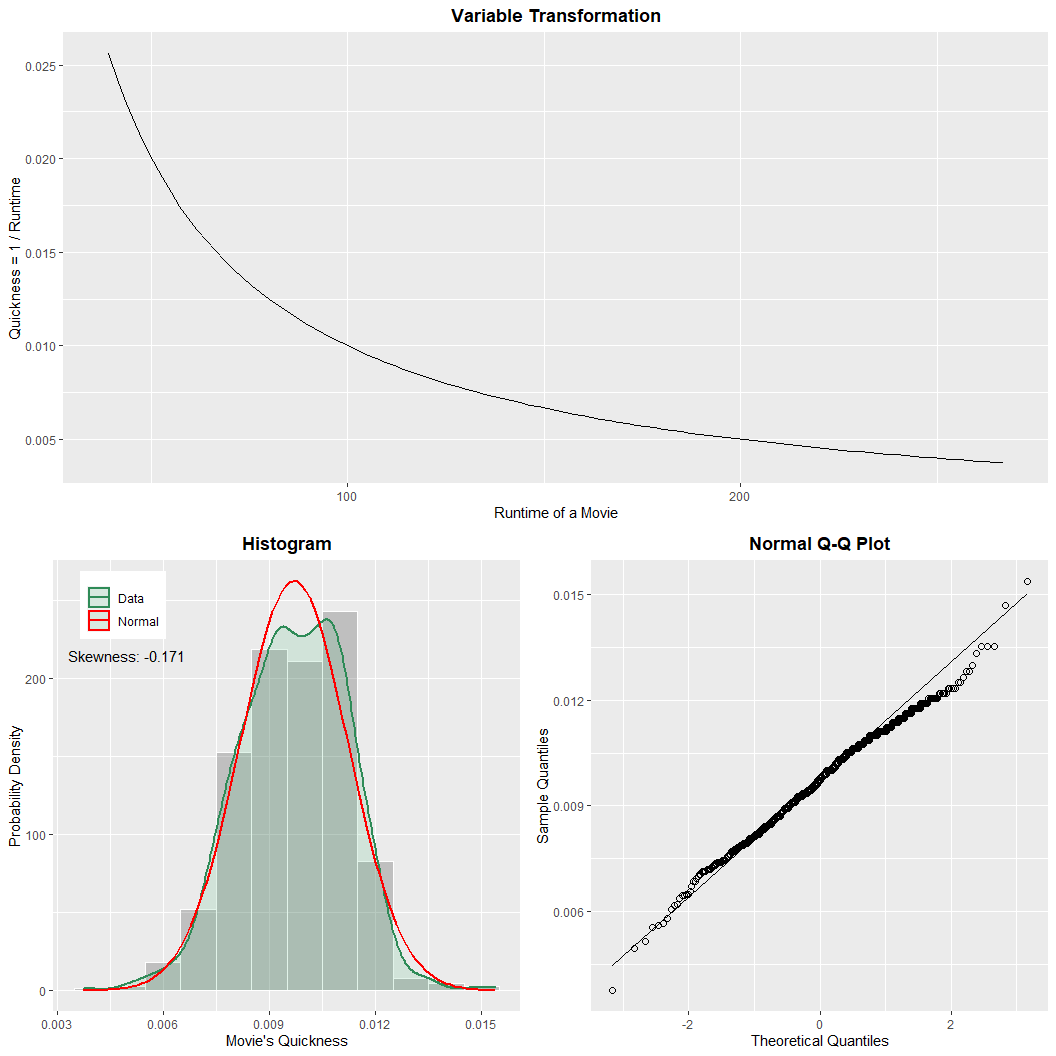 Variable Transformation
Quickness = 1 / Runtime
0.025
0.020
0.015
0.010
0.005
100
200
Runtime of a Movie
Histogram
Probability Density
200
100
0
Data
Normal
Skewness: -0.171
0.003
0.006
0.009
0.012
0.015
Movie's Quickness
Normal Q-Q Plot
Sample Quantiles
0.015
0.012
0.009
0.006
-2
0
2
Theoretical Quantiles